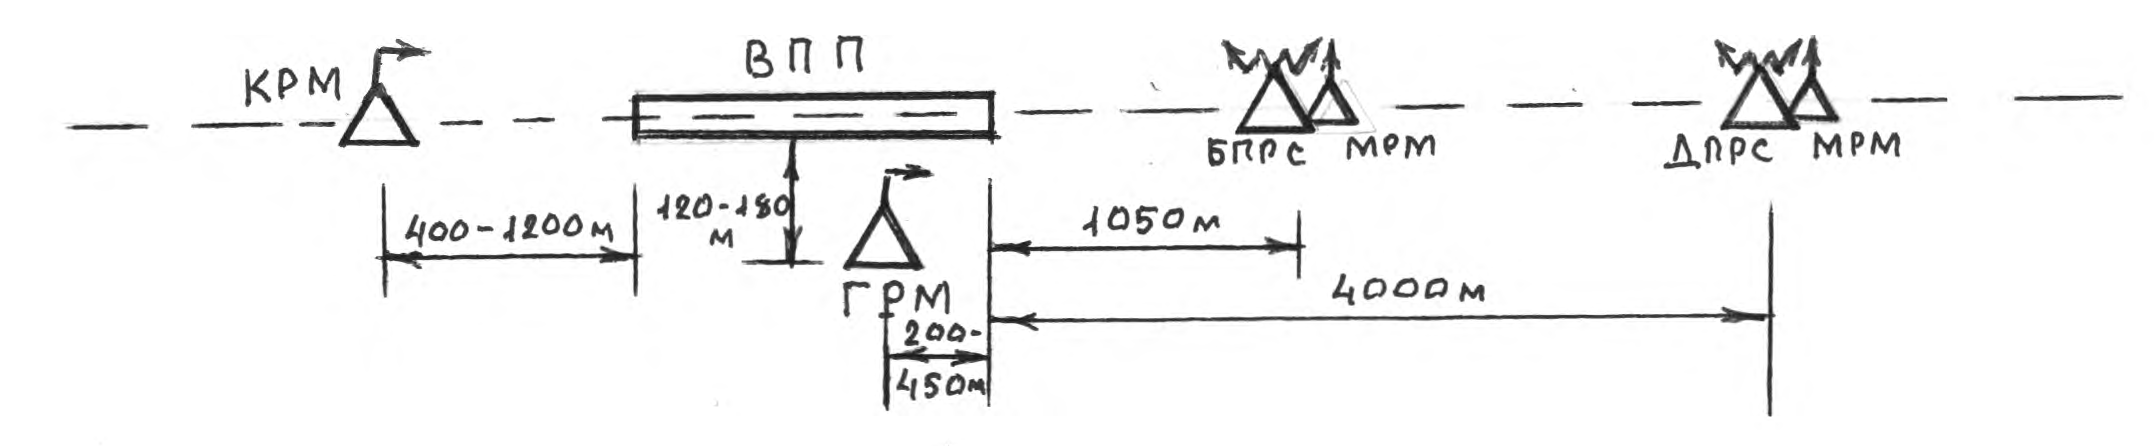 КРМ
ВПП
БПРС МРМ
ДПРС МРМ
400-1200м
120-180
м
ГРМ
200-
450м
1050м
4000м